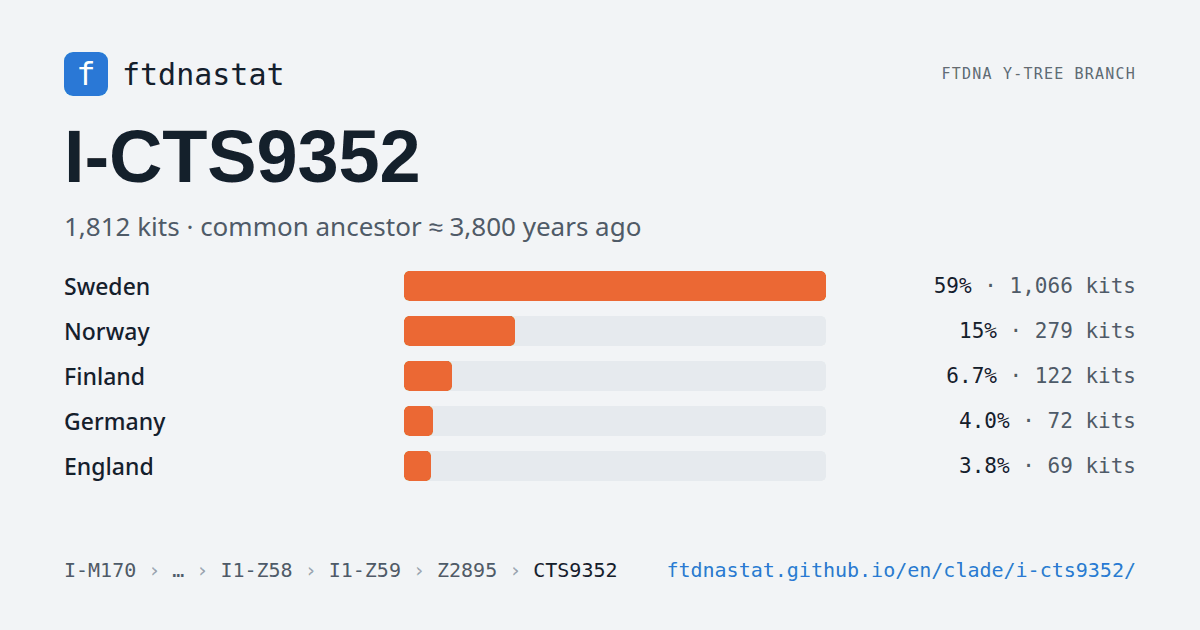 f ftdnastat
FTDNA Y-TREE BRANCH
I-CTS9352
1,812 kits · common ancestor ≈ 3,800 years ago
Sweden 59% · 1,066 kits
Norway 15% · 279 kits
Finland 6.7% · 122 kits
Germany 4.0% · 72 kits
England 3.8% · 69 kits
I-M170 › … › I1-Z58 › I1-Z59 › Z2895 › CTS9352
ftdnastat.github.io/en/clade/i-cts9352/